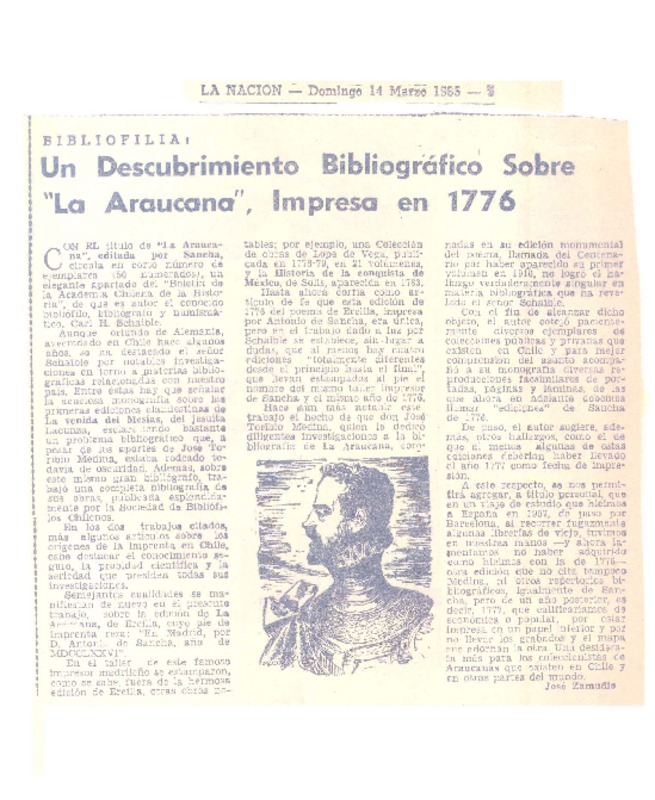 LA NACION — Domingo 14 Marzo 1965 — 3
BIBLIOFILIA:
Un Descubrimiento Bibliográfico Sobre
"La Araucana", Impresa en 1776
CON EL título de "La Arauca-
na", editada por Sancha,
circula en corto número de
ejemplares (50 numerados), un
elegante apartado del "Boletín de
la Academia Chilena de la Histo-
ria", de que es autor el conocido
bibliófilo, bibliógrafo y numismá-
tico, Carl H. Schaible.
Aunque oriundo de Alemania,
avecindado en Chile hace algunos
años, se ha destacado el señor
Schaible por notables investiga-
ciones en torno a materias biblio-
gráficas relacionadas con nuestro
país. Entre éstas hay que señalar
la curiosa monografía sobre las
primeras ediciones clandestinas de
La venida del Mesías, del jesuita
Lacunza, esclareciendo bastante
un problema bibliográfico que, a
pesar de los aportes de José To-
ribio Medina, estaba rodeado to-
davía de oscuridad. Además, sobre
este mismo gran bibliógrafo, tra-
bajó una completa bibliografía de
sus obras, publicada espléndida-
mente por la Sociedad de Bibliófi-
los Chilenos.
En los dos trabajos citados,
más algunos artículos sobre los
orígenes de la Imprenta en Chile,
cabe destacar el conocimiento se-
guro, la probidad científica y la
seriedad que presiden todas sus
investigaciones.
Semejantes cualidades se ma-
nifiestan de nuevo en el presente
trabajo, sobre la edición de La
Araucana, de Ercilla, cuyo pie de
imprenta reza: "En Madrid, por
D. Antonio de Sancha, año de
MDCCLXXVI".
En el taller de este famoso
impresor madrileño se estamparon,
como se sabe, fuera de la hermosa
edición de Ercilla, otras obras no-
tables; por ejemplo, una Colección
de obras de Lope de Vega, publi-
cada en 1776-79, en 21 volúmenes,
y la Historia de la conquista de
México, de Solís, aparecida en 1783.
Hasta ahora corría como ar-
tículo de fe que esta edición de
1776 del poema de Ercilla, impresa
por Antonio de Sancha, era única,
pero en el trabajo dado a luz por
Schaible se establece, sin lugar a
dudas, que al menos hay cuatro
ediciones "totalmente diferentes
desde el principio hasta el final",
que llevan estampados al pie el
nombre del mismo taller impresor
de Sancha y el mismo año de 1776.
Hace aún más notable este
trabajo el hecho de que don José
Toribio Medina, quien le dedicó
diligentes investigaciones a la bi-
bliografía de La Araucana, coro-
nadas en su edición monumental
del poema, llamada del Centena-
rio por haber aparecido su primer
volumen en 1910, no logró el ha-
llazgo verdaderamente singular en
materia bibliográfica que ha reve-
lado el señor Schaible.
Con el fin de alcanzar dicho
objeto, el autor cotejó paciente-
mente diversos ejemplares de
colecciones públicas y privadas que
existen en Chile y para mejor
comprensión del asunto acompa-
ñó a su monografía diversas re-
producciones facsimilares de por-
tadas, páginas y láminas, de las
que ahora en adelante debemos
llamar "ediciones" de Sancha
de 1776.
De paso, el autor sugiere, ade-
más, otros hallazgos, como el de
que al menos algunas de estas
ediciones deberían haber llevado
el año 1777 como fecha de impre-
sión.
A este respecto, se nos permi-
tirá agregar, a título personal, que
en un viaje de estudio que hicimos
a España en 1957, de paso por
Barcelona, al recorrer fugazmente
algunas librerías de viejo, tuvimos
en nuestras manos —y ahora la-
mentamos no haber adquirido
como hicimos con la de 1776—
otra edición que no cita tampoco
Medina, ni otros repertorios bi-
bliográficos, igualmente de San-
cha, pero de un año posterior, es
decir, 1777, que calificaríamos de
económica o popular, por estar
impresa en un papel inferior y por
no llevar los grabados y el mapa
que adornan la otra. Una desidera-
ta más para los coleccionistas de
Araucanas que existen en Chile y
en otras partes del mundo.
José Zamudio